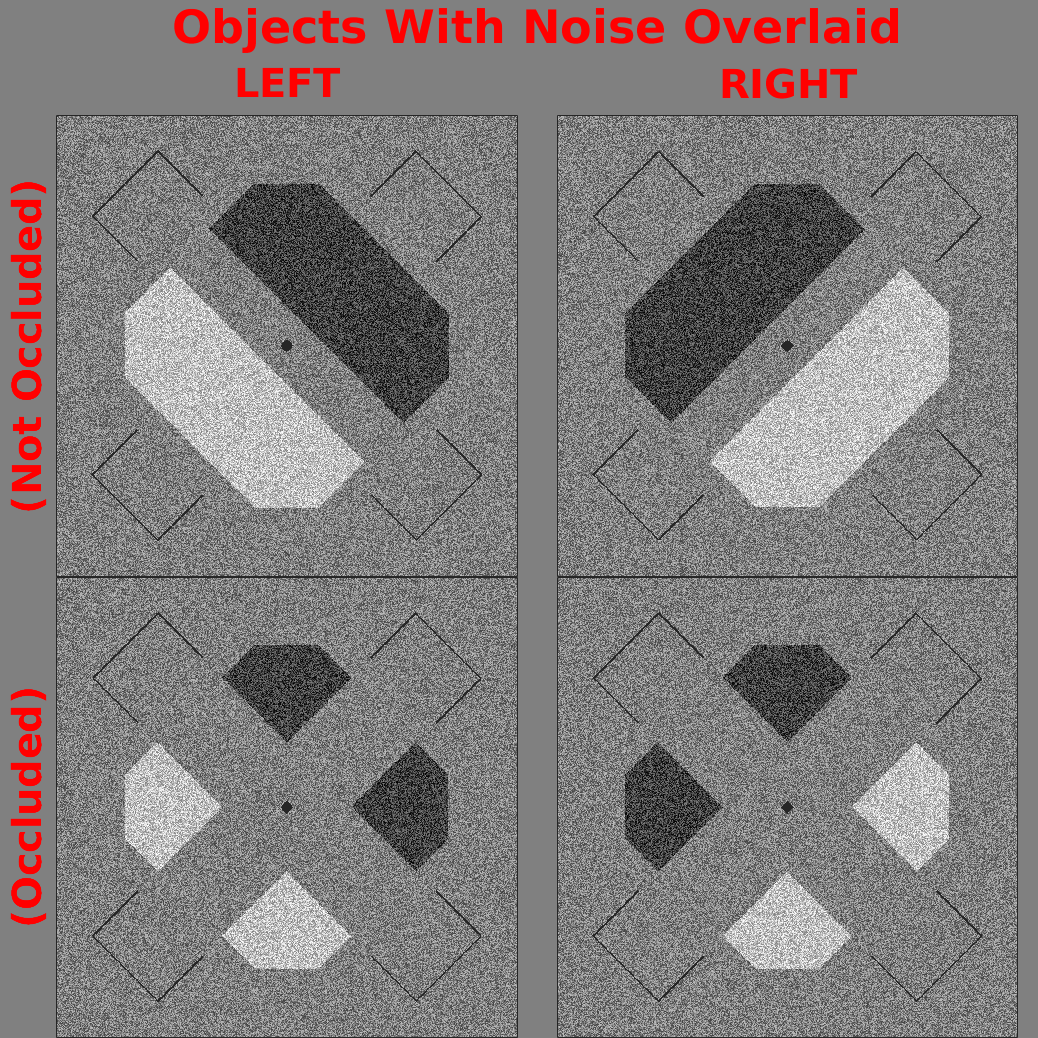 Objects With Noise Overlaid
LEFT
RIGHT
(Not Occluded)
(Occluded)